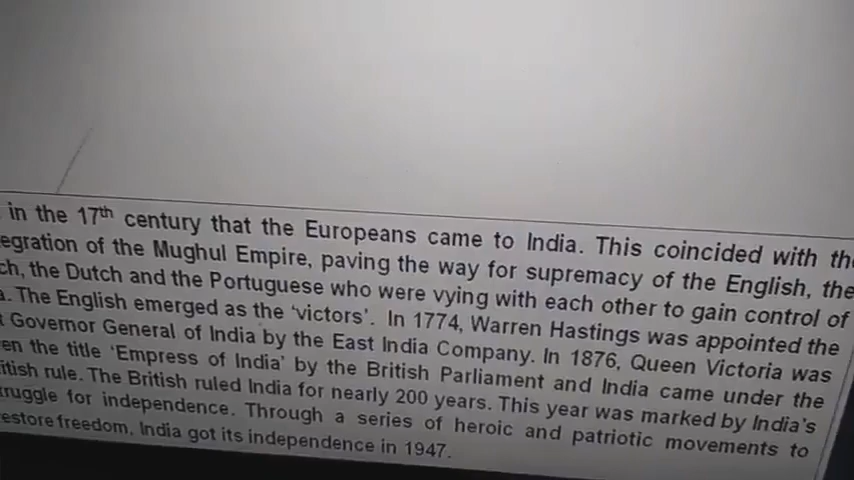 in the 17th century that the Europeans came to India. This coincided with the
egration of the Mughul Empire, paving the way for supremacy of the English, the
ch, the Dutch and the Portuguese who were vying with each other to gain control of
a. The English emerged as the ‘victors’. In 1774, Warren Hastings was appointed the
t Governor General of India by the East India Company. In 1876, Queen Victoria was
en the title ‘Empress of India’ by the British Parliament and India came under the
itish rule. The British ruled India for nearly 200 years. This year was marked by India’s
truggle for independence. Through a series of heroic and patriotic movements to
estore freedom, India got its independence in 1947.